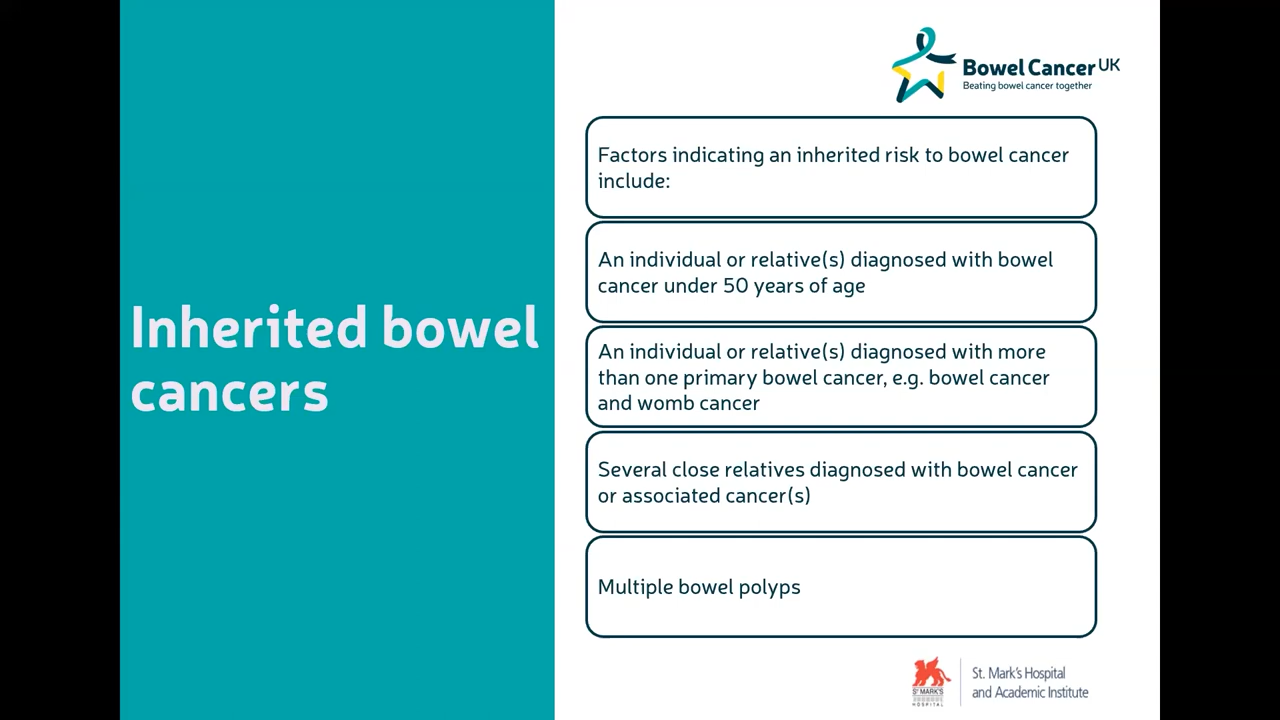 Bowel Cancer UK
Beating bowel cancer together
Inherited bowel
cancers
Factors indicating an inherited risk to bowel cancer
include:
An individual or relative(s) diagnosed with bowel
cancer under 50 years of age
An individual or relative(s) diagnosed with more
than one primary bowel cancer, e.g. bowel cancer
and womb cancer
Several close relatives diagnosed with bowel cancer
or associated cancer(s)
Multiple bowel polyps
ST MARK'S
HOSPITAL
St. Mark's Hospital
and Academic Institute